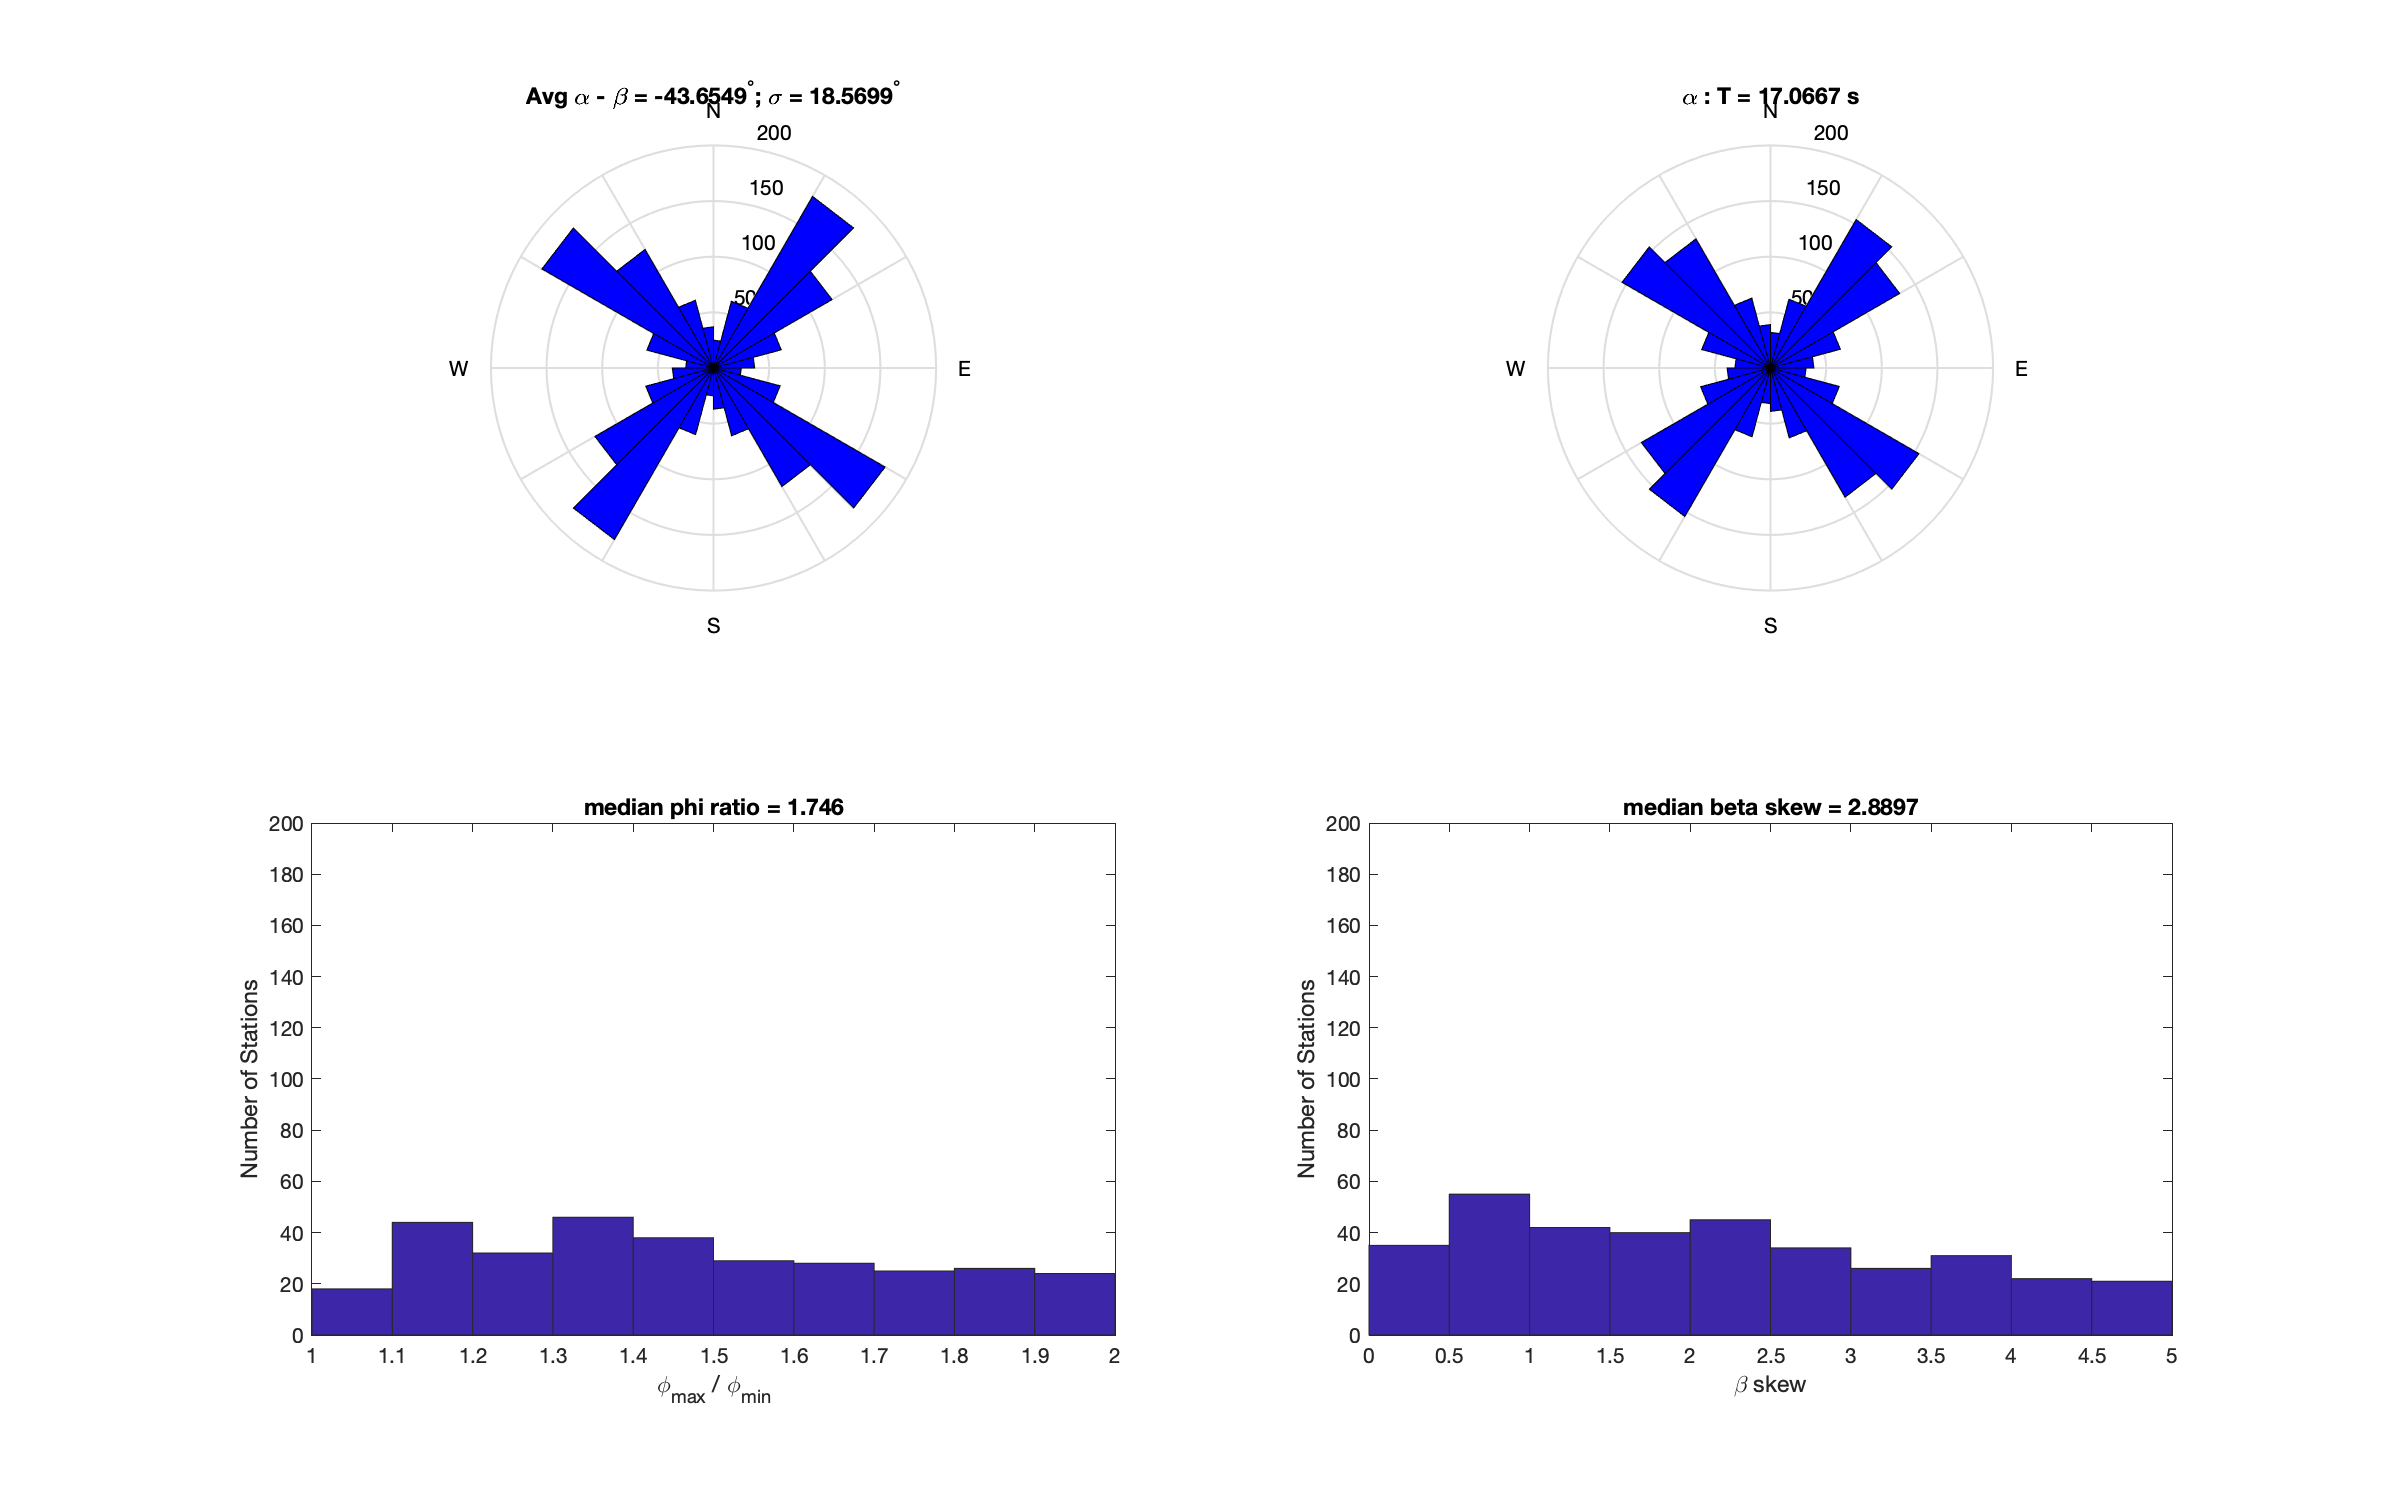 Avg α - β = -43.6549°; σ = 18.5699°
N
200
150
100
50
W
E
S
α : T = 17.0667 s
N
200
150
100
50
W
E
S
median phi ratio = 1.746
200
180
160
140
120
100
80
60
40
20
0
Number of Stations
1 1.1 1.2 1.3 1.4 1.5 1.6 1.7 1.8 1.9 2
ϕmax / ϕmin
median beta skew = 2.8897
200
180
160
140
120
100
80
60
40
20
0
Number of Stations
0 0.5 1 1.5 2 2.5 3 3.5 4 4.5 5
β skew